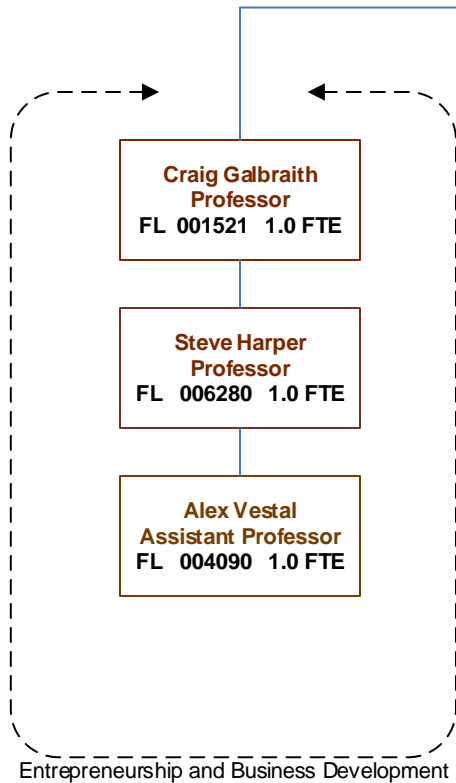 Craig Galbraith
Professor
FL 001521 1.0 FTE
Steve Harper
Professor
FL 006280 1.0 FTE
Alex Vestal
Assistant Professor
FL 004090 1.0 FTE
Entrepreneurship and Business Development